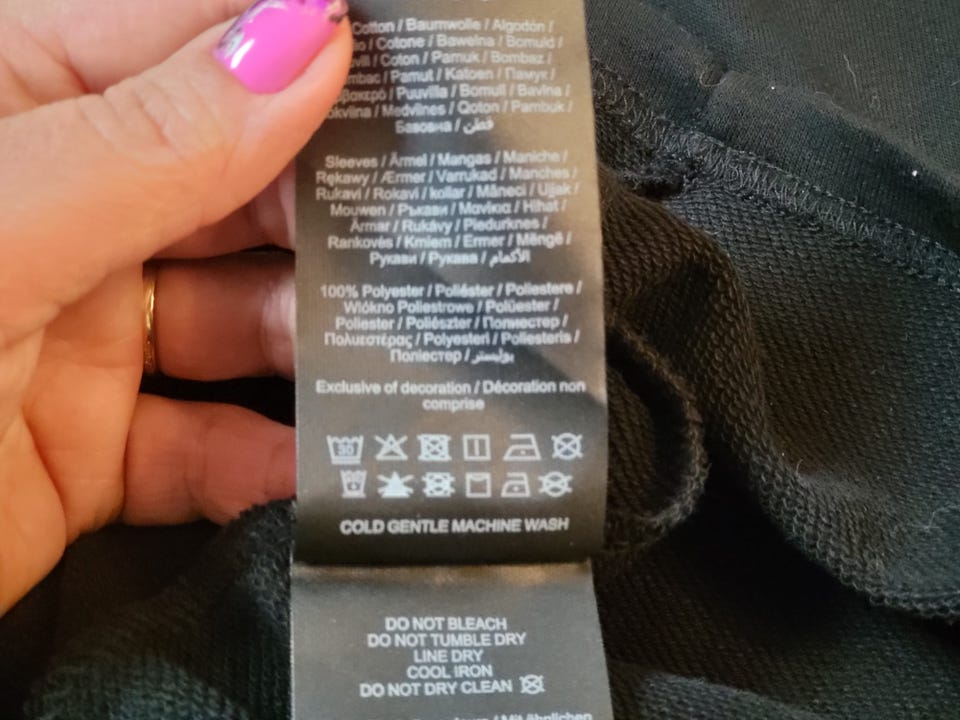 Cotton / Baumwolle / Algodón /
/ Cotone / Bawełna / Bomuld /
/ Coton / Pamuk / Bombaz /
/ Pamut / Katoen / Памук /
/ Puuvilla / Bomull / Bavlna /
/ Medvilnės / Qoton / Pambuk /
Бавовна / قطن
Sleeves / Ärmel / Mangas / Maniche /
Rękawy / Ærmer / Varrukad / Manches /
Rukavi / Rokavi / kollar / Mâneci / Ujjak /
Mouwen / Ръкави / Μανίκια / Hihat /
Ärmar / Rukávy / Piedurknes /
Rankovės / Krniem / Ermer / Mëngë /
Рукави / Рукава / الأكمام
100% Polyester / Poliéster / Poliestere /
Włókno Poliestrowe / Polüester /
Poliester / Poliészter / Полиестер /
Πολυεστέρας / Polyesteri / Poliesteris /
Поліестер / بوليستر
Exclusive of decoration / Décoration non
comprise
30
COLD GENTLE MACHINE WASH
DO NOT BLEACH
DO NOT TUMBLE DRY
LINE DRY
COOL IRON
DO NOT DRY CLEAN